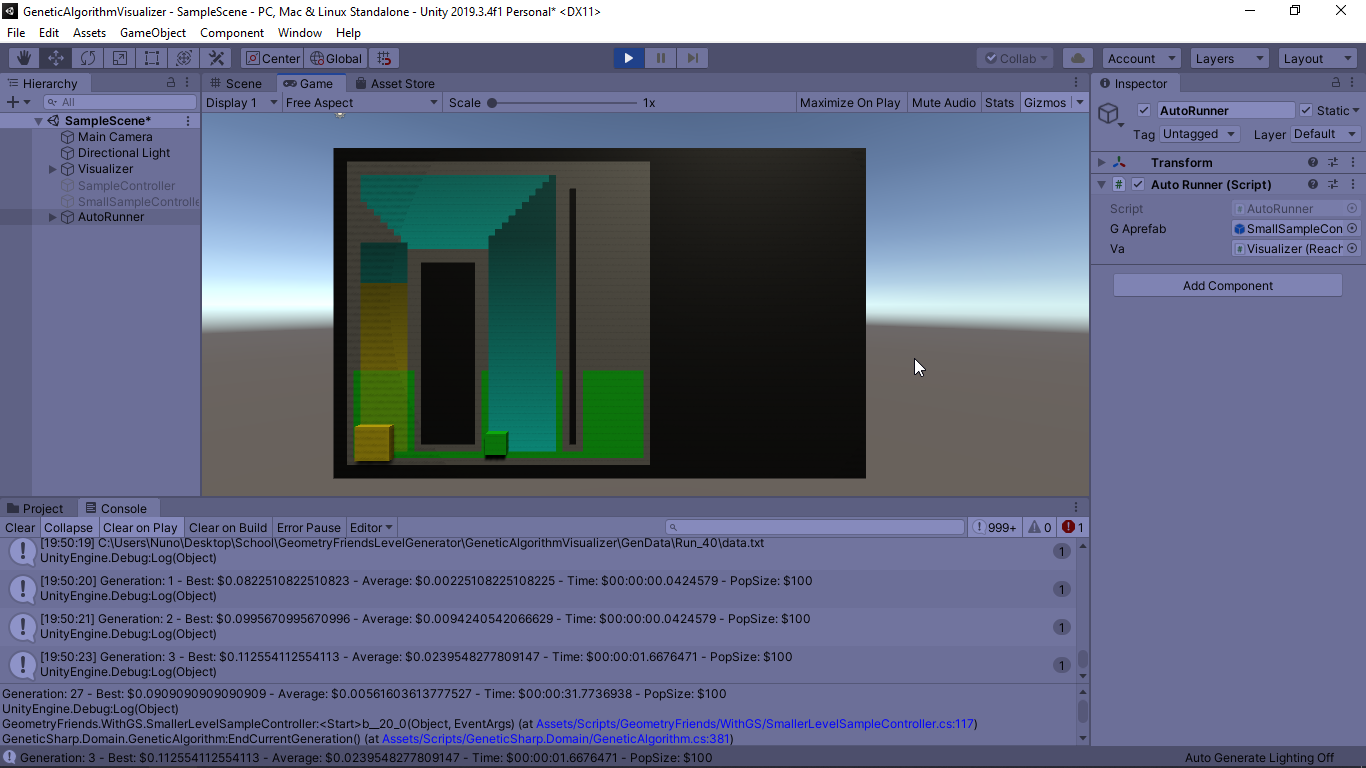 GeneticAlgorithmVisualizer - SampleScene - PC, Mac & Linux Standalone - Unity 2019.3.4f1 Personal* <DX11>
File Edit Assets GameObject Component Window Help
Center Global Collab Account Layers Layout
Hierarchy
All
SampleScene*
Main Camera
Directional Light
Visualizer
SampleController
SmallSampleControlle
AutoRunner
Scene Game Asset Store
Display 1 Free Aspect Scale 1x Maximize On Play Mute Audio Stats Gizmos
Inspector
AutoRunner Static
Tag Untagged Layer Default
Transform
Auto Runner (Script)
Script AutoRunner
G Aprefab SmallSampleCon
Va Visualizer (Reach
Add Component
Project Console
Clear Collapse Clear on Play Clear on Build Error Pause Editor 999+ 0 1
[19:50:19] C:\Users\Nuno\Desktop\School\GeometryFriendsLevelGenerator\GeneticAlgorithmVisualizer\GenData\Run_40\data.txt
UnityEngine.Debug:Log(Object)
1
[19:50:20] Generation: 1 - Best: $0.0822510822510823 - Average: $0.00225108225108225 - Time: $00:00:00.0424579 - PopSize: $100
UnityEngine.Debug:Log(Object)
1
[19:50:21] Generation: 2 - Best: $0.0995670995670996 - Average: $0.0094240542066629 - Time: $00:00:00.0424579 - PopSize: $100
UnityEngine.Debug:Log(Object)
1
[19:50:23] Generation: 3 - Best: $0.112554112554113 - Average: $0.0239548277809147 - Time: $00:00:01.6676471 - PopSize: $100
UnityEngine.Debug:Log(Object)
1
Generation: 27 - Best: $0.0909090909090909 - Average: $0.00561603613777527 - Time: $00:00:31.7736938 - PopSize: $100
UnityEngine.Debug:Log(Object)
GeometryFriends.WithGS.SmallerLevelSampleController:<Start>b__20_0(Object, EventArgs) (at Assets/Scripts/GeometryFriends/WithGS/SmallerLevelSampleController.cs:117)
GeneticSharp.Domain.GeneticAlgorithm:EndCurrentGeneration() (at Assets/Scripts/GeneticSharp.Domain/GeneticAlgorithm.cs:381)
Generation: 3 - Best: $0.112554112554113 - Average: $0.0239548277809147 - Time: $00:00:01.6676471 - PopSize: $100
Auto Generate Lighting Off